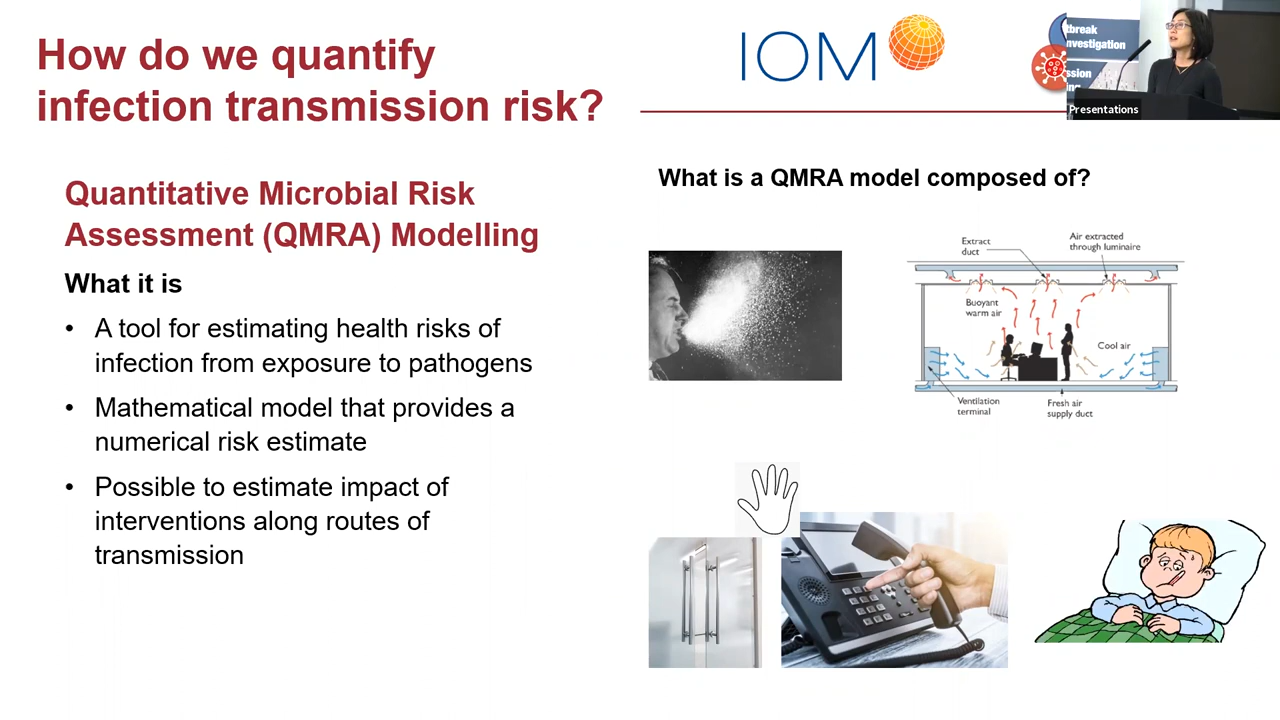 How do we quantify
infection transmission risk?
IOM
tbreak
nvestigation
ssion
Presentations
Quantitative Microbial Risk
Assessment (QMRA) Modelling
What it is
• A tool for estimating health risks of
infection from exposure to pathogens
• Mathematical model that provides a
numerical risk estimate
• Possible to estimate impact of
interventions along routes of
transmission
What is a QMRA model composed of?
Extract
duct
Air extracted
through luminaire
Buoyant
warm air
Cool air
Ventilation
terminal
Fresh air
supply duct